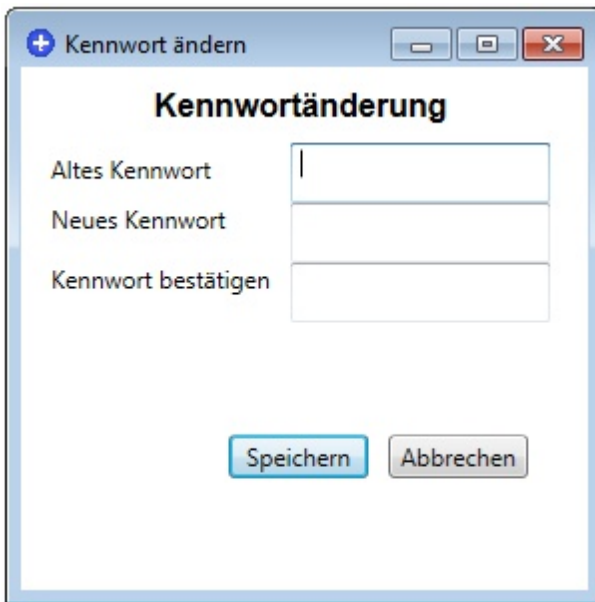 Kennwort ändern
Kennwortänderung
Altes Kennwort
Neues Kennwort
Kennwort bestätigen
Speichern Abbrechen